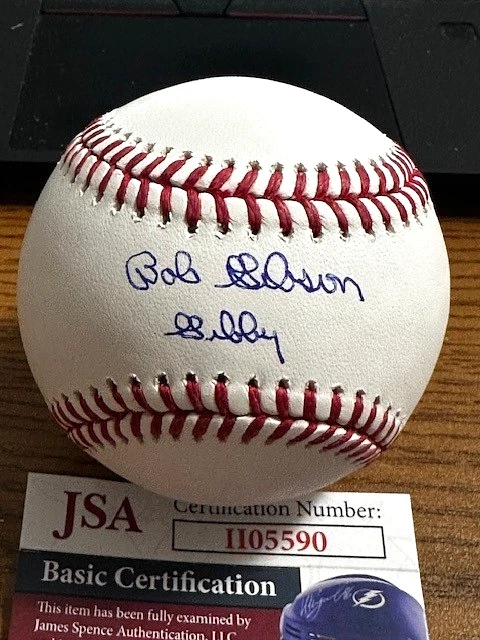 Bob Gibson
Gibby
JSA
Certification Number:
II05590
Basic Certification
This item has been fully examined by
James Spence Authentication, LLC